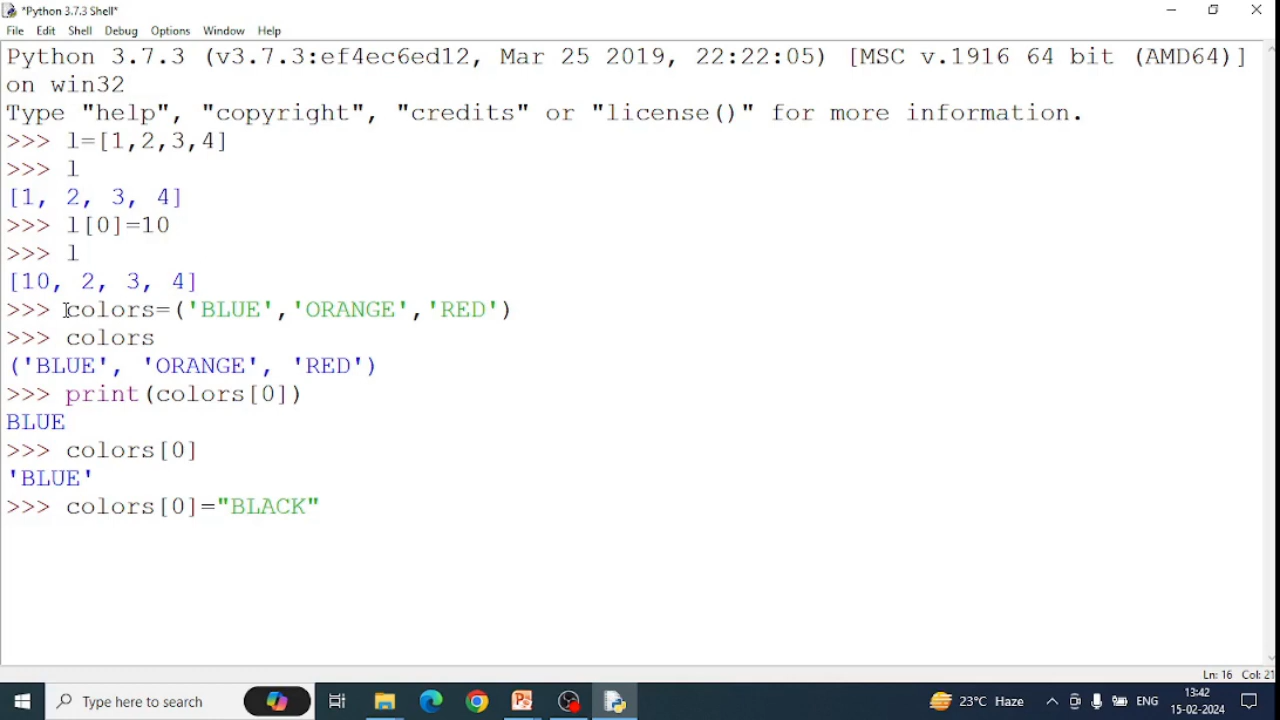 *Python 3.7.3 Shell*
File Edit Shell Debug Options Window Help
Python 3.7.3 (v3.7.3:ef4ec6ed12, Mar 25 2019, 22:22:05) [MSC v.1916 64 bit (AMD64)]
on win32
Type "help", "copyright", "credits" or "license()" for more information.
>>> l=[1,2,3,4]
>>> l
[1, 2, 3, 4]
>>> l[0]=10
>>> l
[10, 2, 3, 4]
>>> colors=('BLUE','ORANGE','RED')
>>> colors
('BLUE', 'ORANGE', 'RED')
>>> print(colors[0])
BLUE
>>> colors[0]
'BLUE'
>>> colors[0]="BLACK"
Ln: 16 Col: 21
Type here to search
23°C Haze
ENG
13:42
15-02-2024